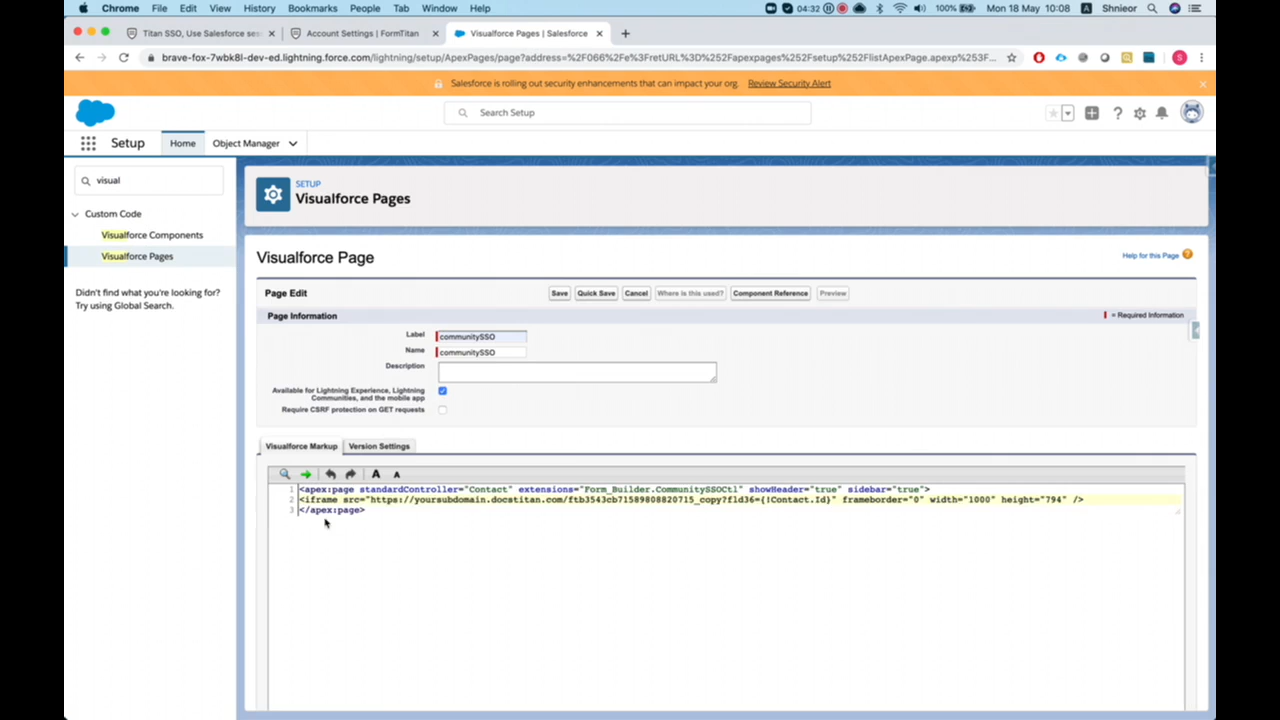 Chrome File Edit View History Bookmarks People Tab Window Help 04:32 100% Mon 18 May 10:08 A Shnieor
Titan SSO, Use Salesforce ses
Account Settings | FormTitan
Visualforce Pages | Salesforce
brave-fox-7wbk8l-dev-ed.lightning.force.com/lightning/setup/ApexPages/page?address=%2F066%2Fe%3FretURL%3D%252Fapexpages%252Fsetup%252FlistApexPage.apexp%253F...
Salesforce is rolling out security enhancements that can impact your org. Review Security Alert
Search Setup
Setup Home Object Manager
visual
Custom Code
Visualforce Components
Visualforce Pages
Didn't find what you're looking for?
Try using Global Search.
SETUP
Visualforce Pages
Visualforce Page
Help for this Page
Page Edit Save Quick Save Cancel Where is this used? Component Reference Preview
Page Information
= Required Information
Label communitySSO
Name communitySSO
Description
Available for Lightning Experience, Lightning
Communities, and the mobile app
Require CSRF protection on GET requests
Visualforce Markup Version Settings
A A
1 <apex:page standardController="Contact" extensions="Form_Builder.CommunitySSOCtl" showHeader="true" sidebar="true">
2 <iframe src="https://yoursubdomain.docstitan.com/ftb3543cb71589808820715_copy?fld36={!Contact.Id}" frameborder="0" width="1000" height="794" />
3 </apex:page>